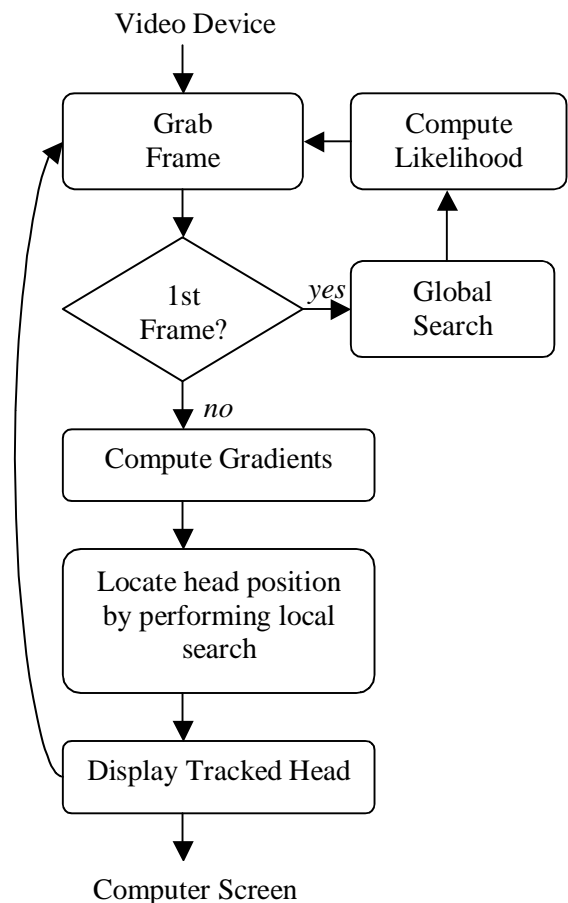 Video Device
Grab
Frame
Compute
Likelihood
1st
Frame?
yes
Global
Search
no
Compute Gradients
Locate head position
by performing local
search
Display Tracked Head
Computer Screen